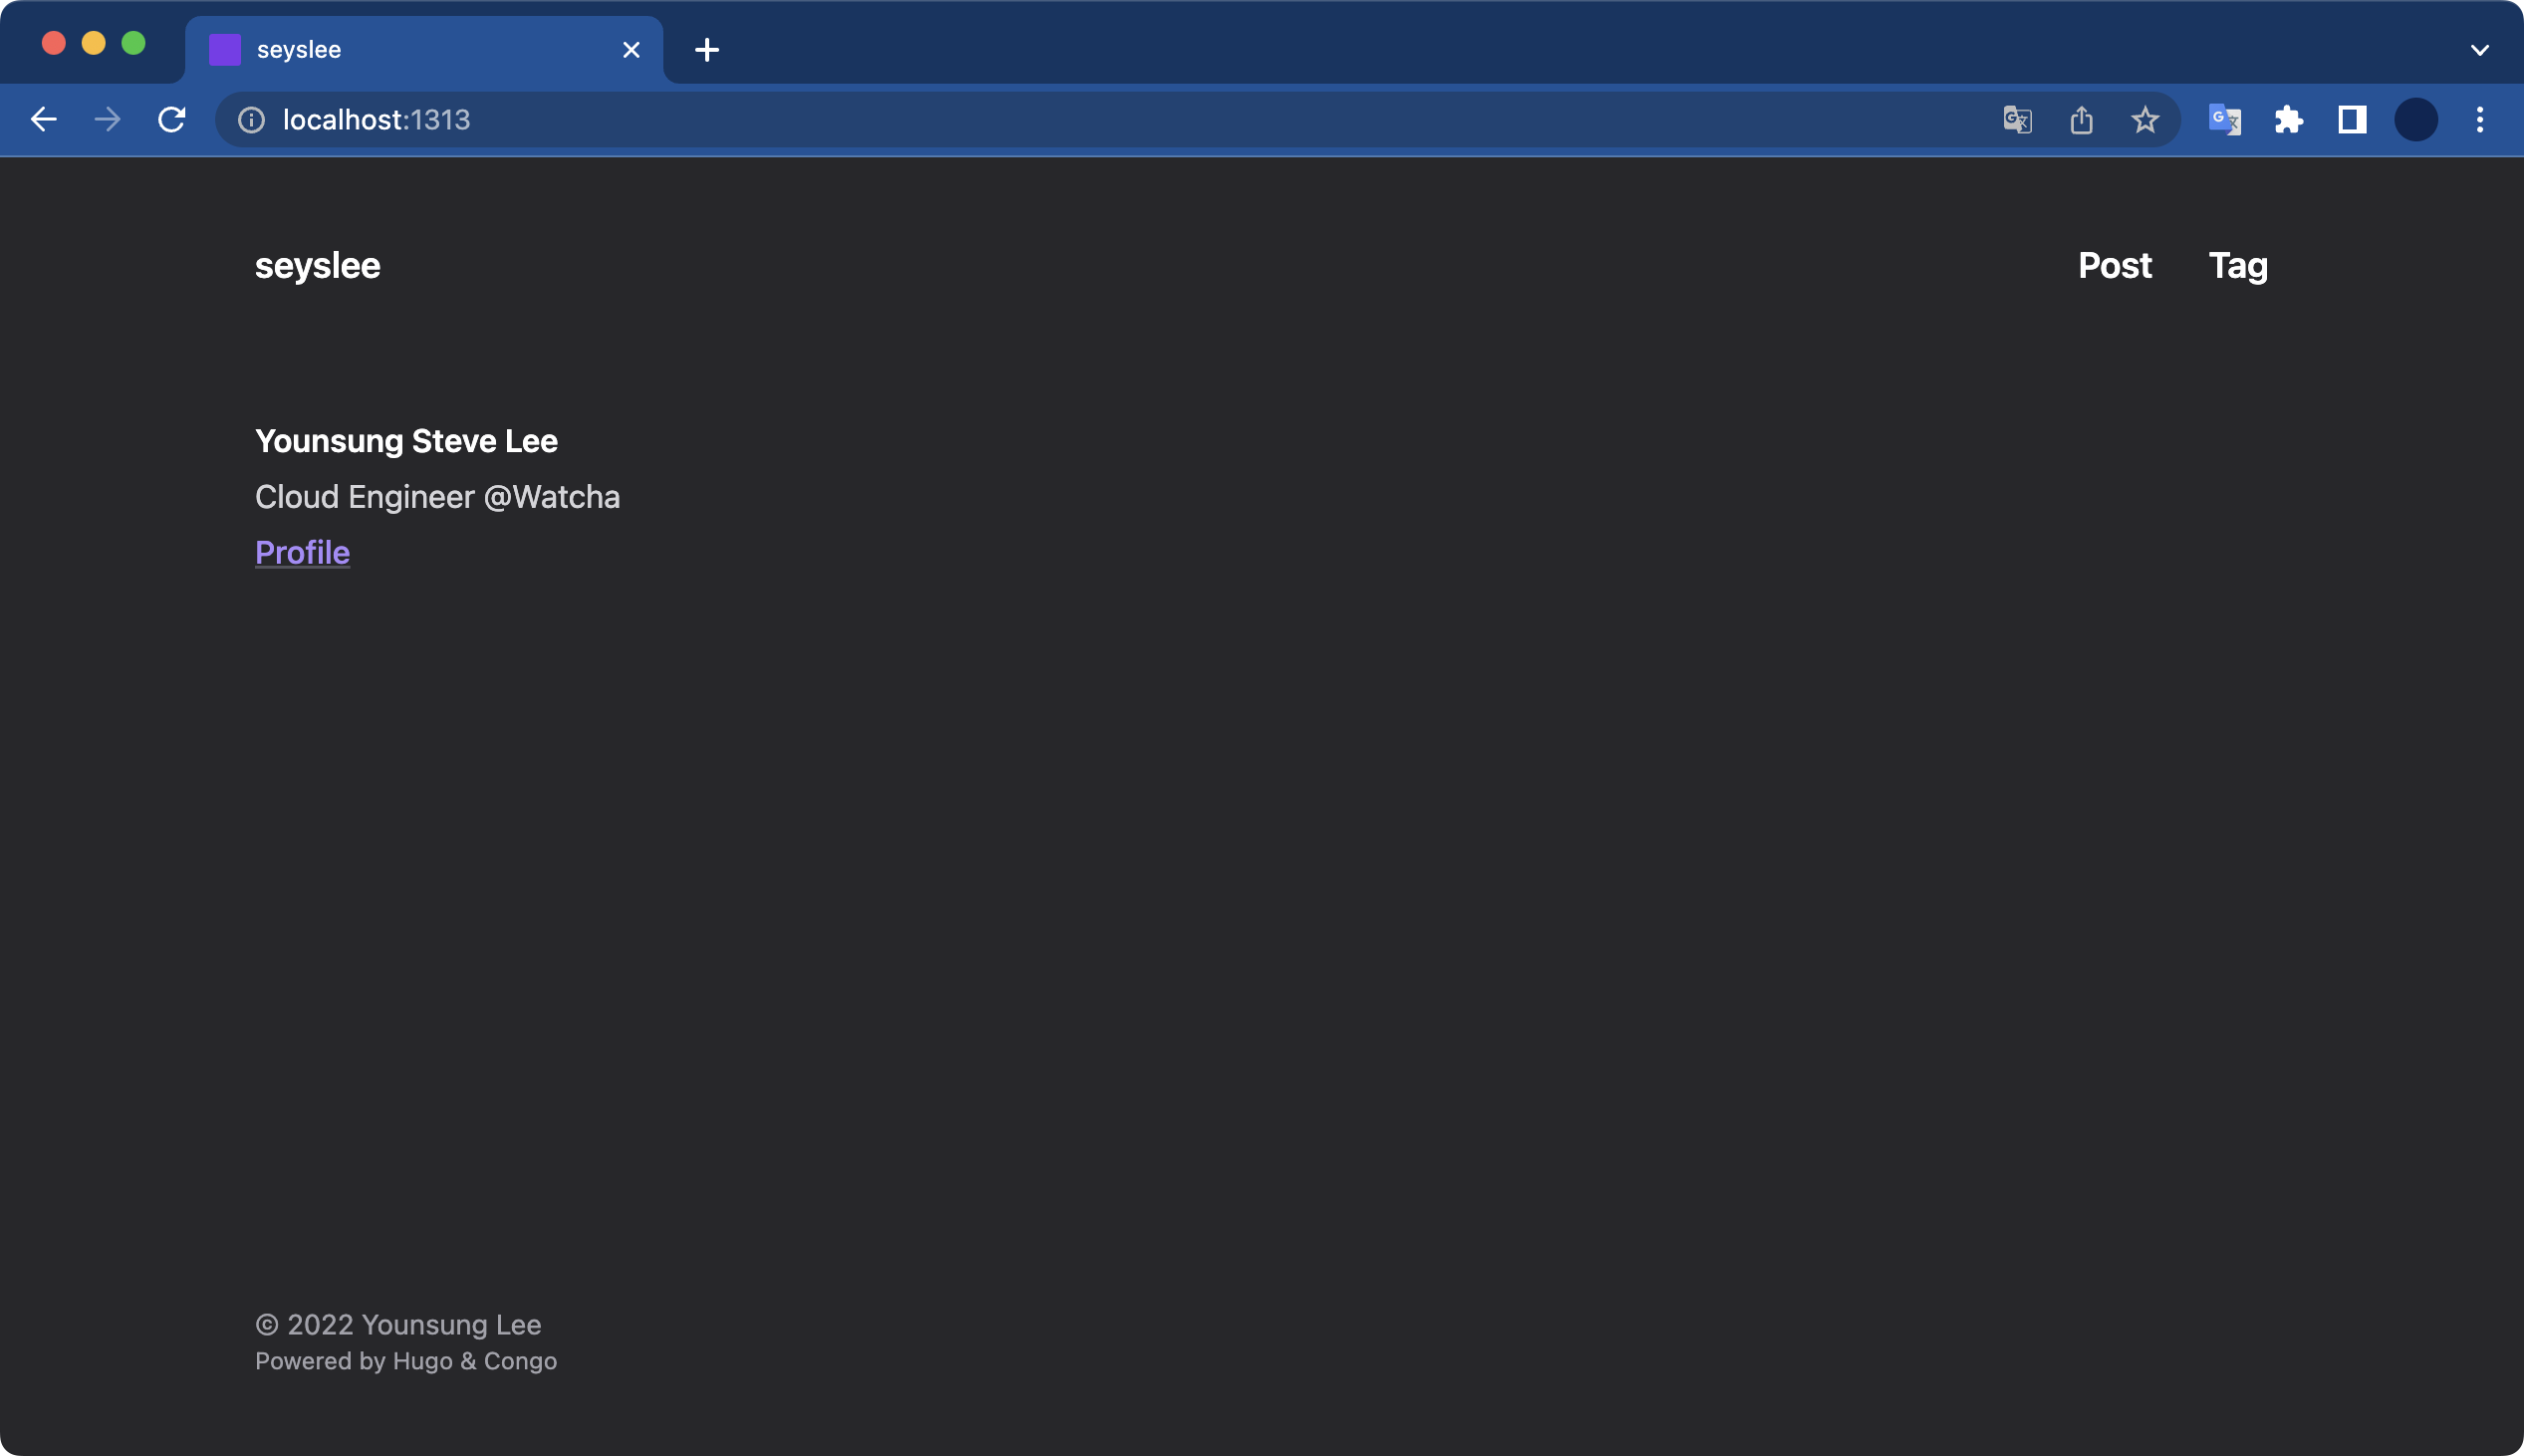 seyslee
localhost:1313
seyslee
Post
Tag
Younsung Steve Lee
Cloud Engineer @Watcha
Profile
© 2022 Younsung Lee
Powered by Hugo & Congo